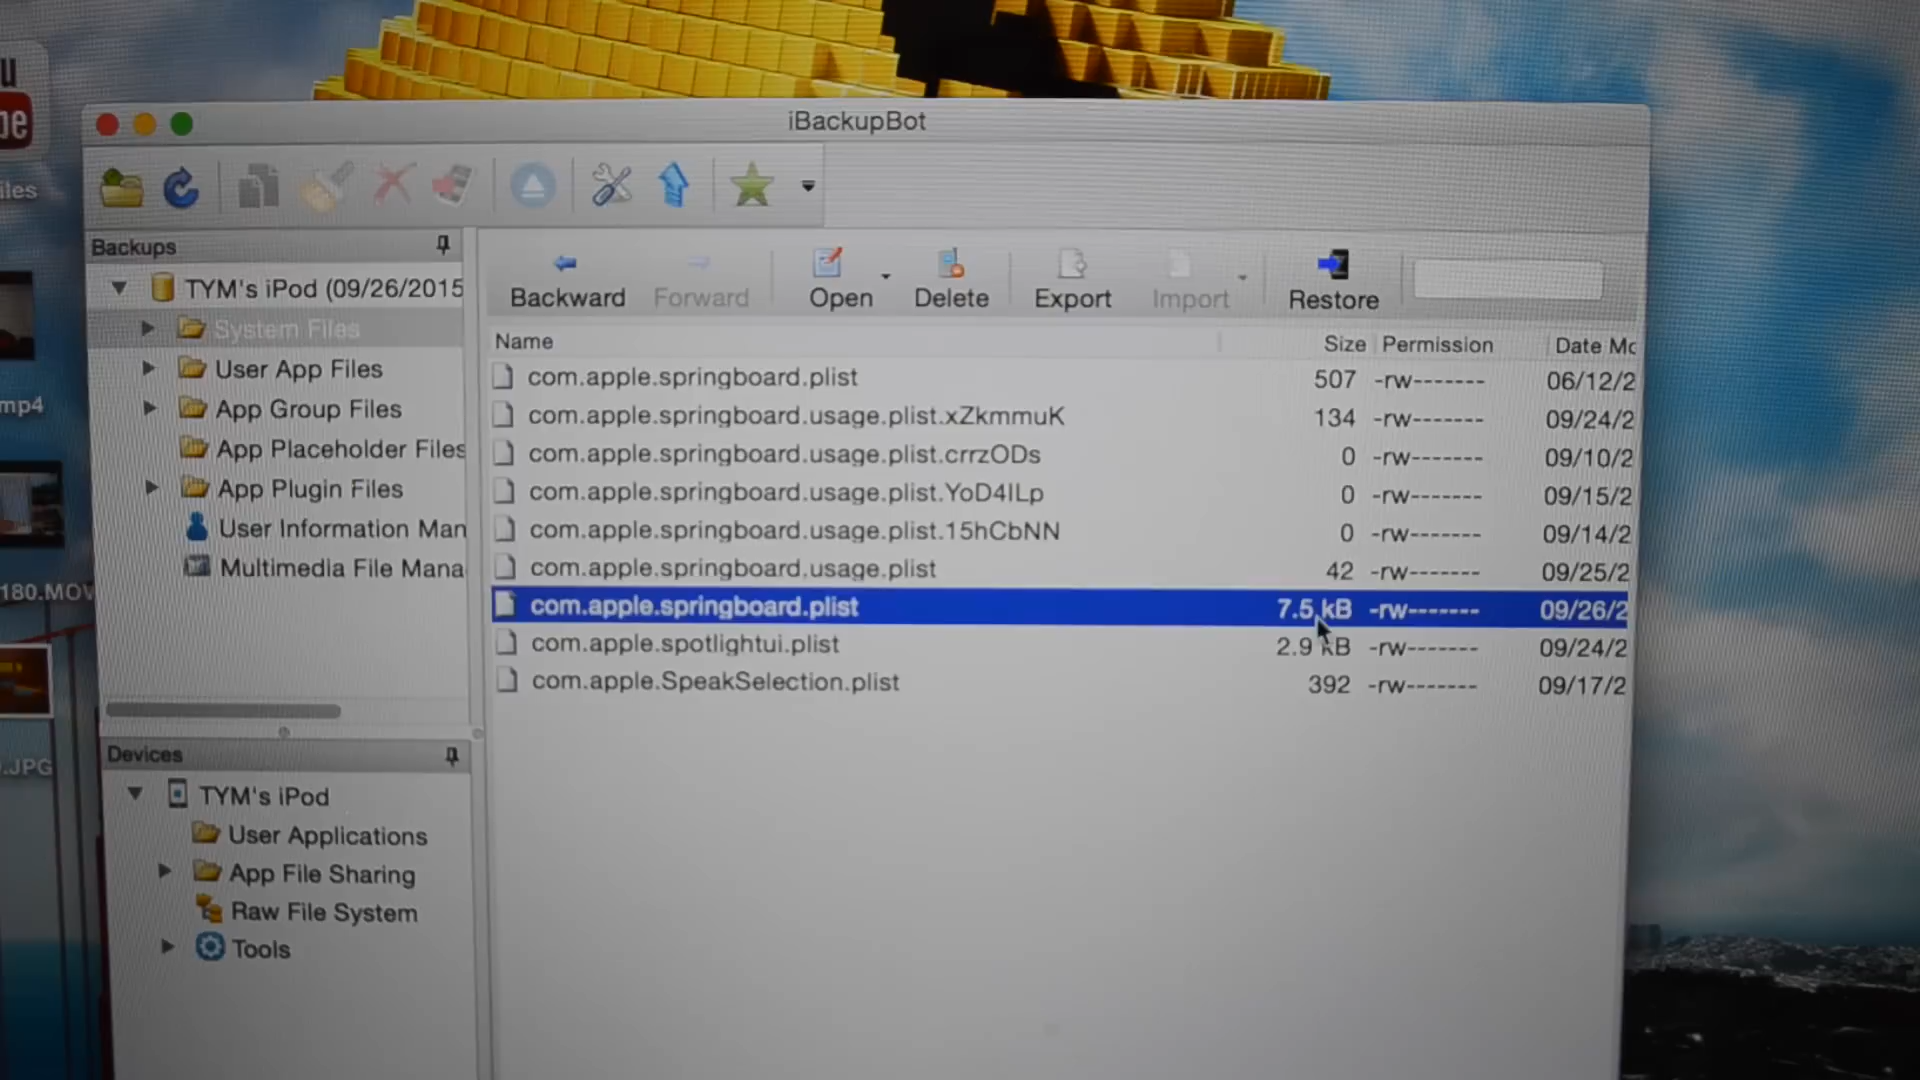 u
be
iles
mp4
180.MOV
.JPG
iBackupBot
Backups
TYM's iPod (09/26/2015
System Files
User App Files
App Group Files
App Placeholder Files
App Plugin Files
User Information Man
Multimedia File Mana
Devices
TYM's iPod
User Applications
App File Sharing
Raw File System
Tools
Backward Forward Open Delete Export Import Restore
Name Size Permission Date Mo
com.apple.springboard.plist 507 -rw------- 06/12/2
com.apple.springboard.usage.plist.xZkmmuK 134 -rw------- 09/24/2
com.apple.springboard.usage.plist.crrzODs 0 -rw------- 09/10/2
com.apple.springboard.usage.plist.YoD4ILp 0 -rw------- 09/15/2
com.apple.springboard.usage.plist.15hCbNN 0 -rw------- 09/14/2
com.apple.springboard.usage.plist 42 -rw------- 09/25/2
com.apple.springboard.plist 7.5 kB -rw------- 09/26/2
com.apple.spotlightui.plist 2.9 kB -rw------- 09/24/2
com.apple.SpeakSelection.plist 392 -rw------- 09/17/2